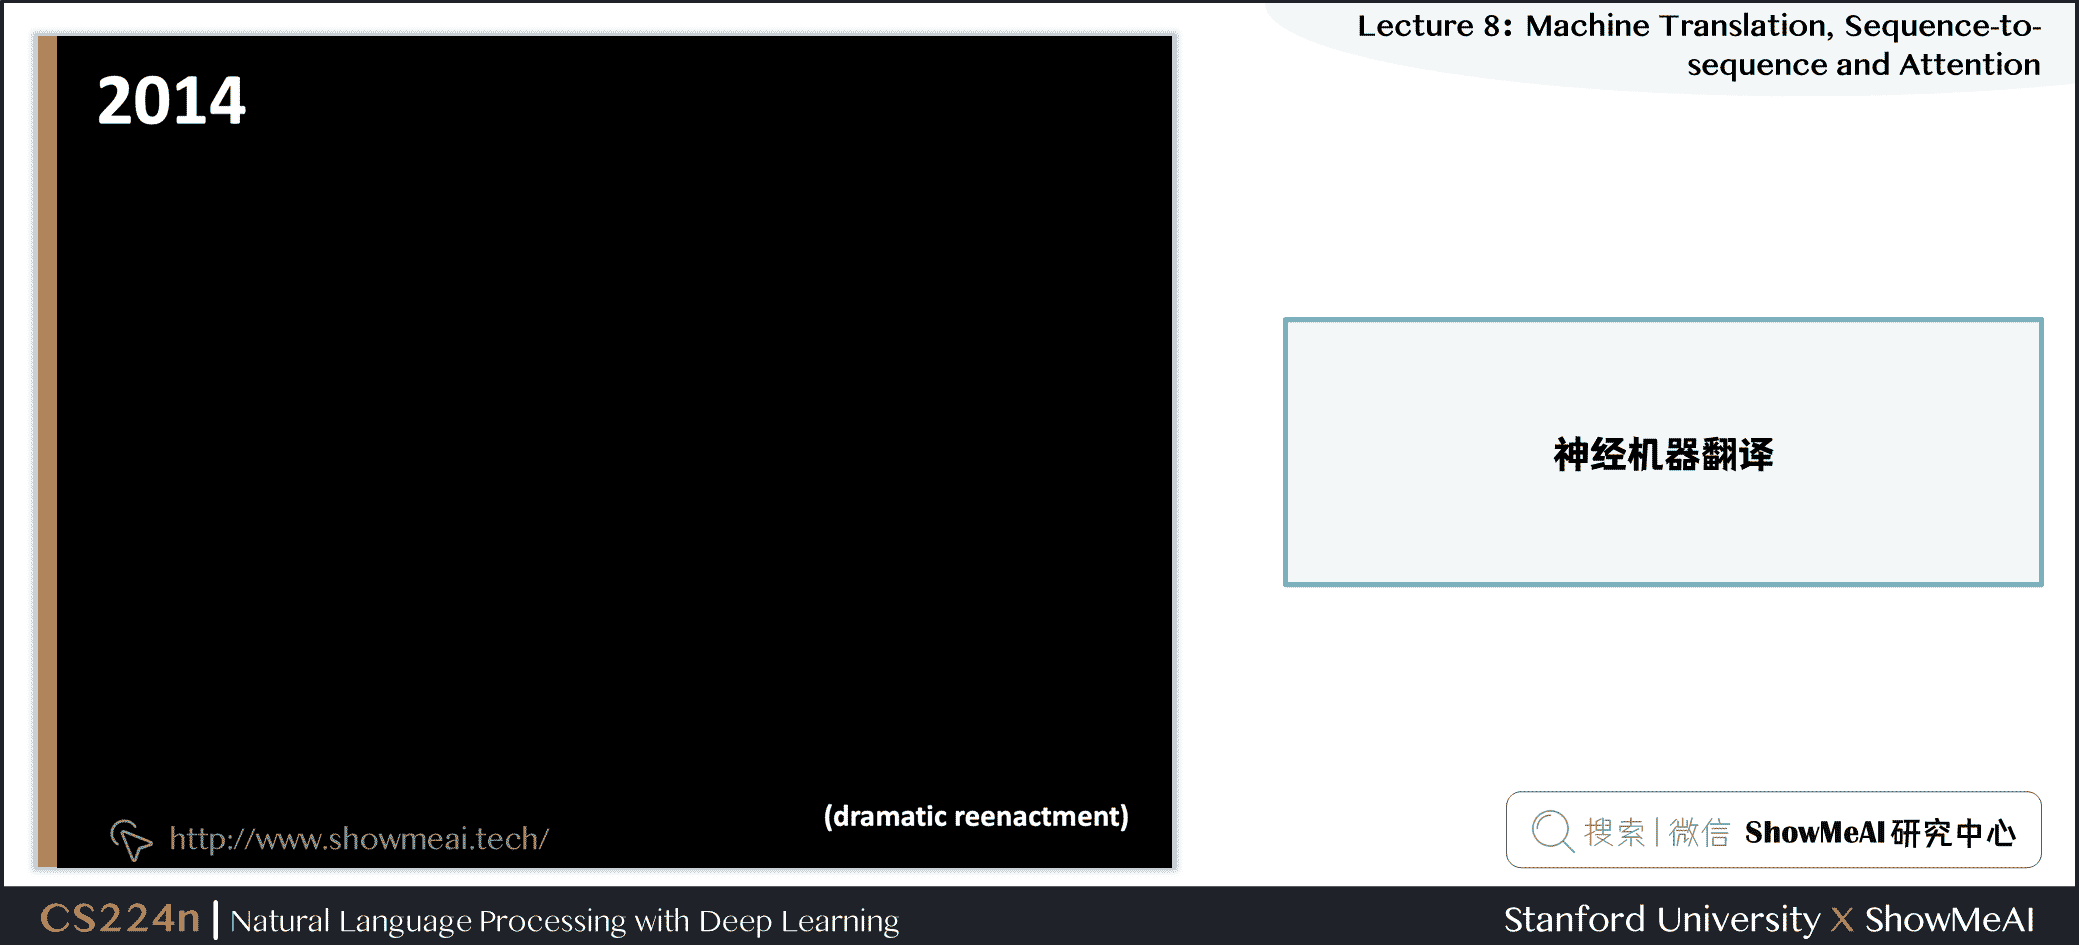 Lecture 8: Machine Translation, Sequence-to-
sequence and Attention
2014
神经机器翻译
(dramatic reenactment)
http://www.showmeai.tech/
搜索 | 微信 ShowMeAI 研究中心
CS224n | Natural Language Processing with Deep Learning
Stanford University X ShowMeAI